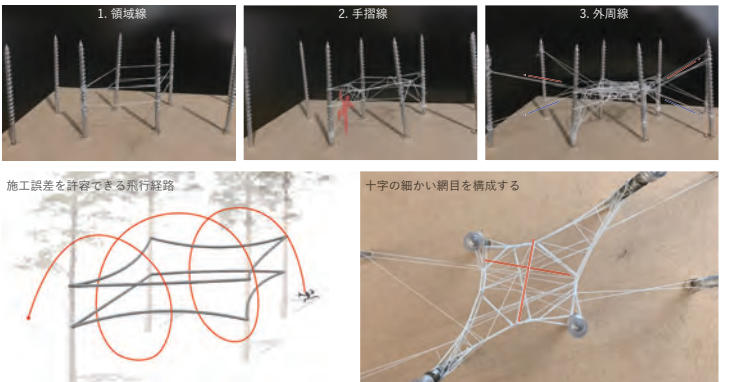 1. 領域線
2. 手摺線
3. 外周線
施工誤差を許容できる飛行経路
十字の細かい網目を構成する